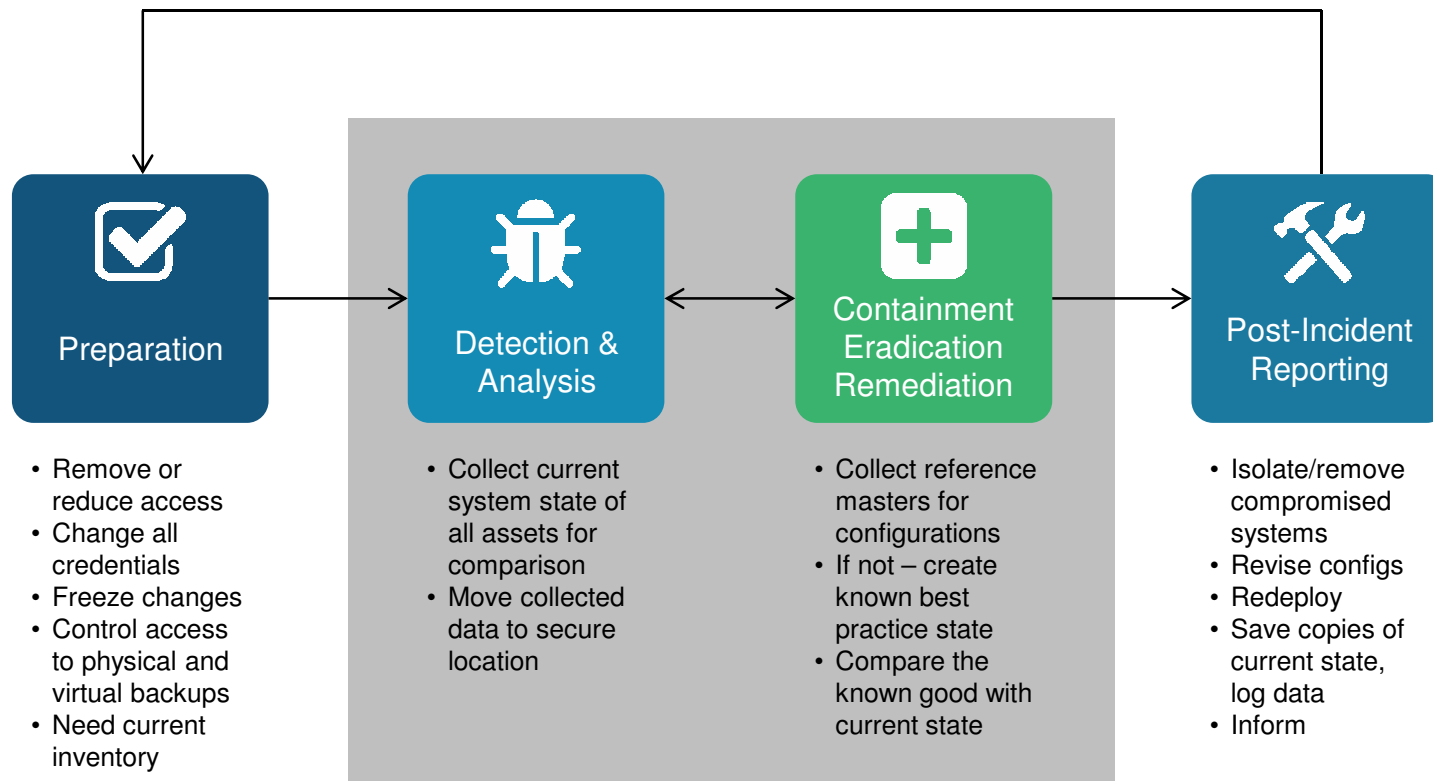 Preparation
Detection &
Analysis
Containment
Eradication
Remediation
Post-Incident
Reporting
• Remove or
reduce access
• Change all
credentials
• Freeze changes
• Control access
to physical and
virtual backups
• Need current
inventory
• Collect current
system state of
all assets for
comparison
• Move collected
data to secure
location
• Collect reference
masters for
configurations
• If not – create
known best
practice state
• Compare the
known good with
current state
• Isolate/remove
compromised
systems
• Revise configs
• Redeploy
• Save copies of
current state,
log data
• Inform